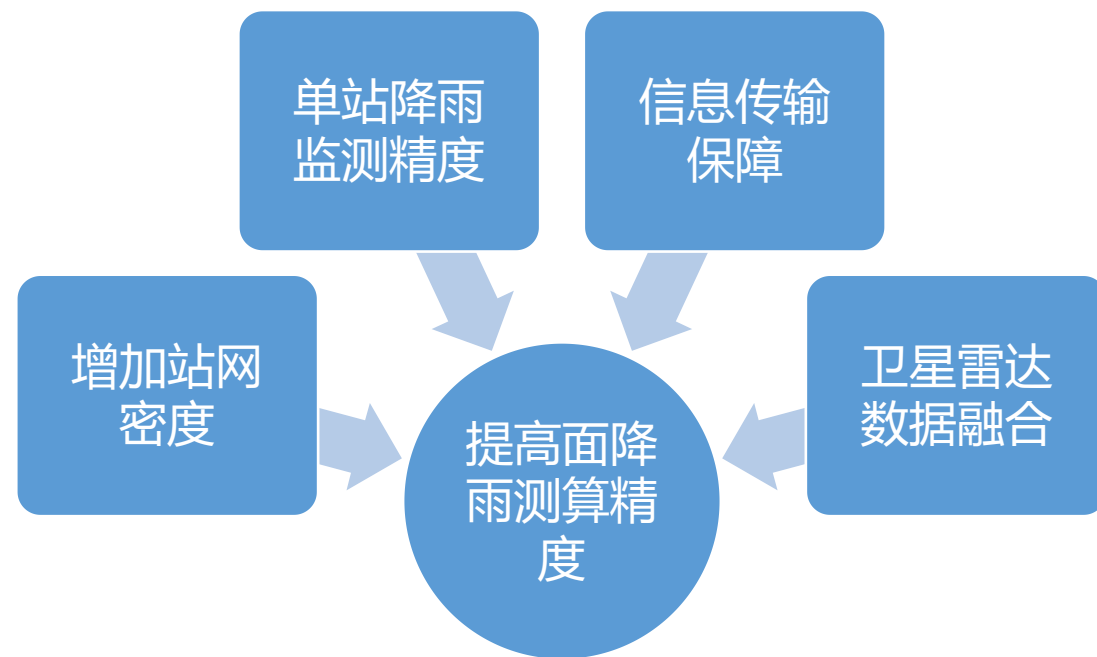 单站降雨
监测精度
信息传输
保障
增加站网
密度
卫星雷达
数据融合
提高面降
雨测算精
度